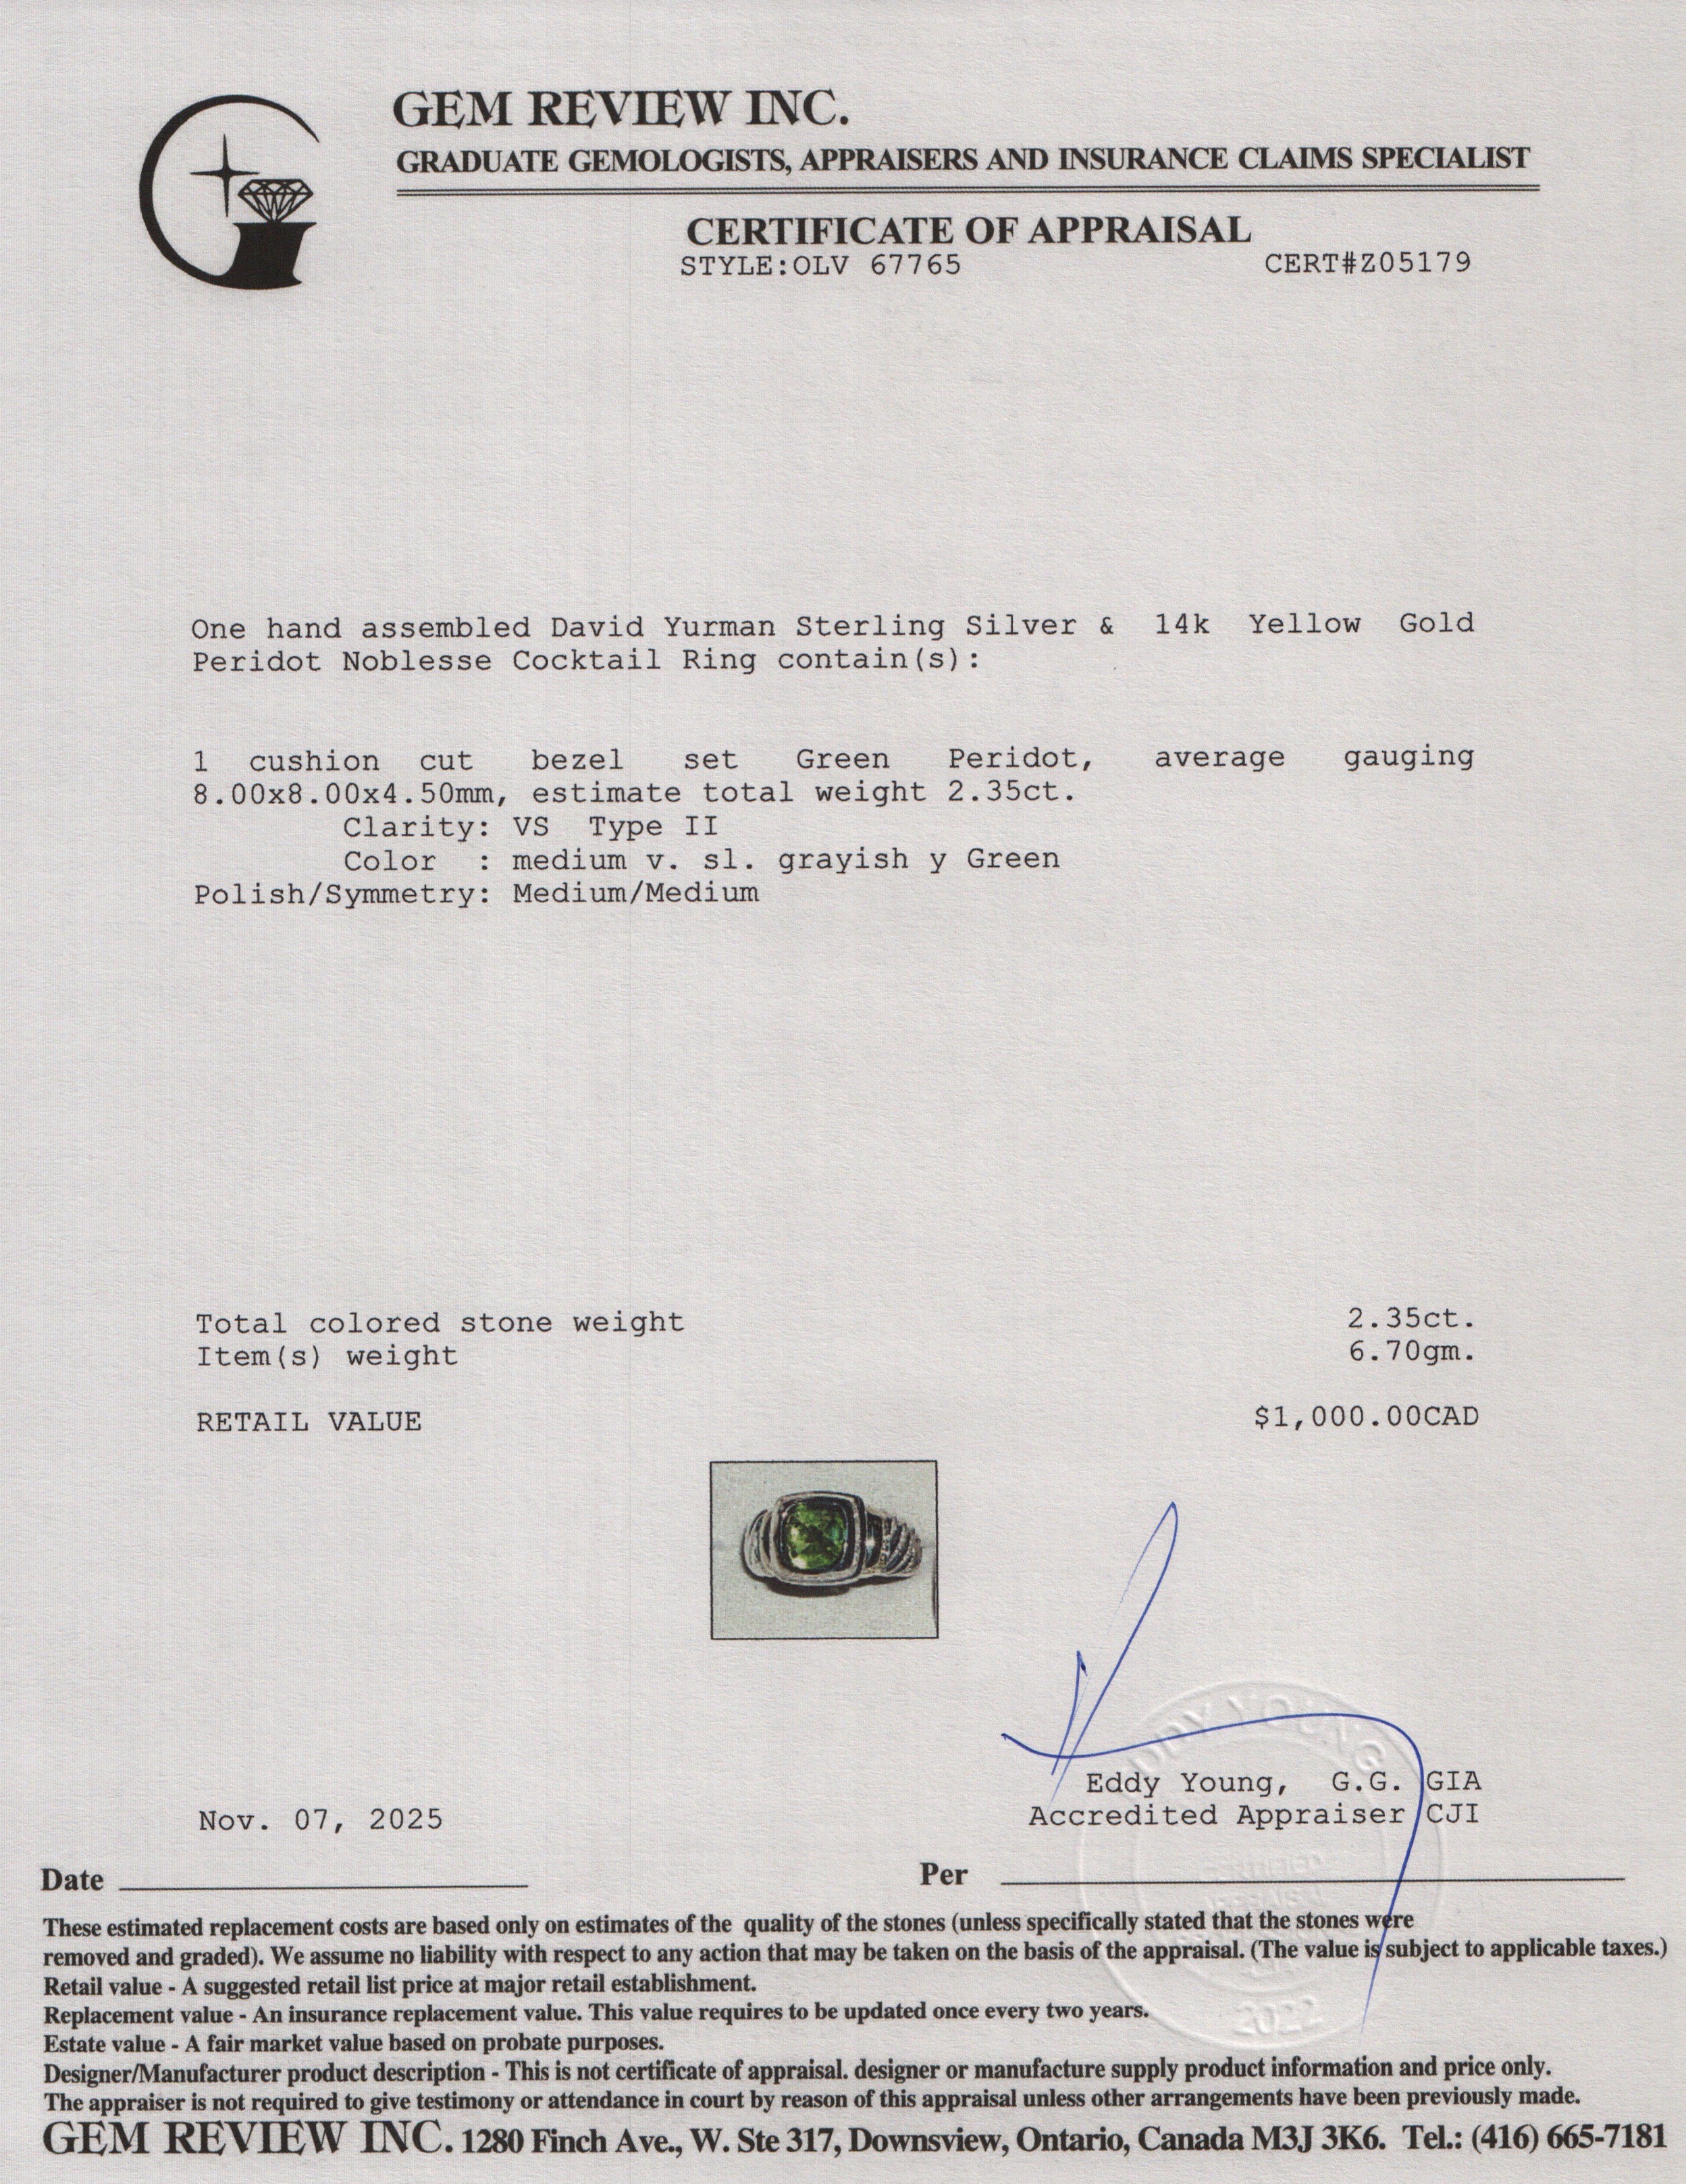 GEM REVIEW INC.
GRADUATE GEMOLOGISTS, APPRAISERS AND INSURANCE CLAIMS SPECIALIST
CERTIFICATE OF APPRAISAL
STYLE:OLV 67765 CERT#Z05179
One hand assembled David Yurman Sterling Silver & 14k Yellow Gold
Peridot Noblesse Cocktail Ring contain(s):
1 cushion cut bezel set Green Peridot, average gauging
8.00x8.00x4.50mm, estimate total weight 2.35ct.
Clarity: VS Type II
Color : medium v. sl. grayish y Green
Polish/Symmetry: Medium/Medium
Total colored stone weight 2.35ct.
Item(s) weight 6.70gm.
RETAIL VALUE $1,000.00CAD
EDDY YOUNG
Eddy Young, G.G. GIA
Nov. 07, 2025 Accredited Appraiser CJI
Date Per
2022
These estimated replacement costs are based only on estimates of the quality of the stones (unless specifically stated that the stones were
removed and graded). We assume no liability with respect to any action that may be taken on the basis of the appraisal. (The value is subject to applicable taxes.)
Retail value - A suggested retail list price at major retail establishment.
Replacement value - An insurance replacement value. This value requires to be updated once every two years.
Estate value - A fair market value based on probate purposes.
Designer/Manufacturer product description - This is not certificate of appraisal. designer or manufacture supply product information and price only.
The appraiser is not required to give testimony or attendance in court by reason of this appraisal unless other arrangements have been previously made.
GEM REVIEW INC. 1280 Finch Ave., W. Ste 317, Downsview, Ontario, Canada M3J 3K6. Tel.: (416) 665-7181